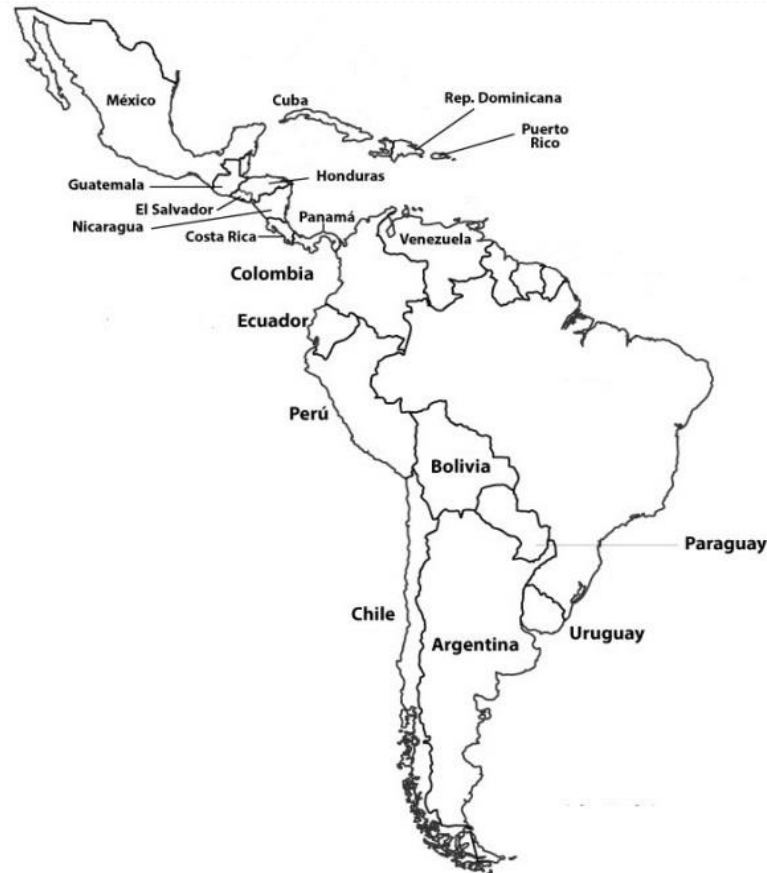 México
Cuba
Rep. Dominicana
Puerto
Rico
Guatemala
Honduras
El Salvador
Nicaragua
Panamá
Costa Rica
Venezuela
Colombia
Ecuador
Perú
Bolivia
Paraguay
Chile
Uruguay
Argentina